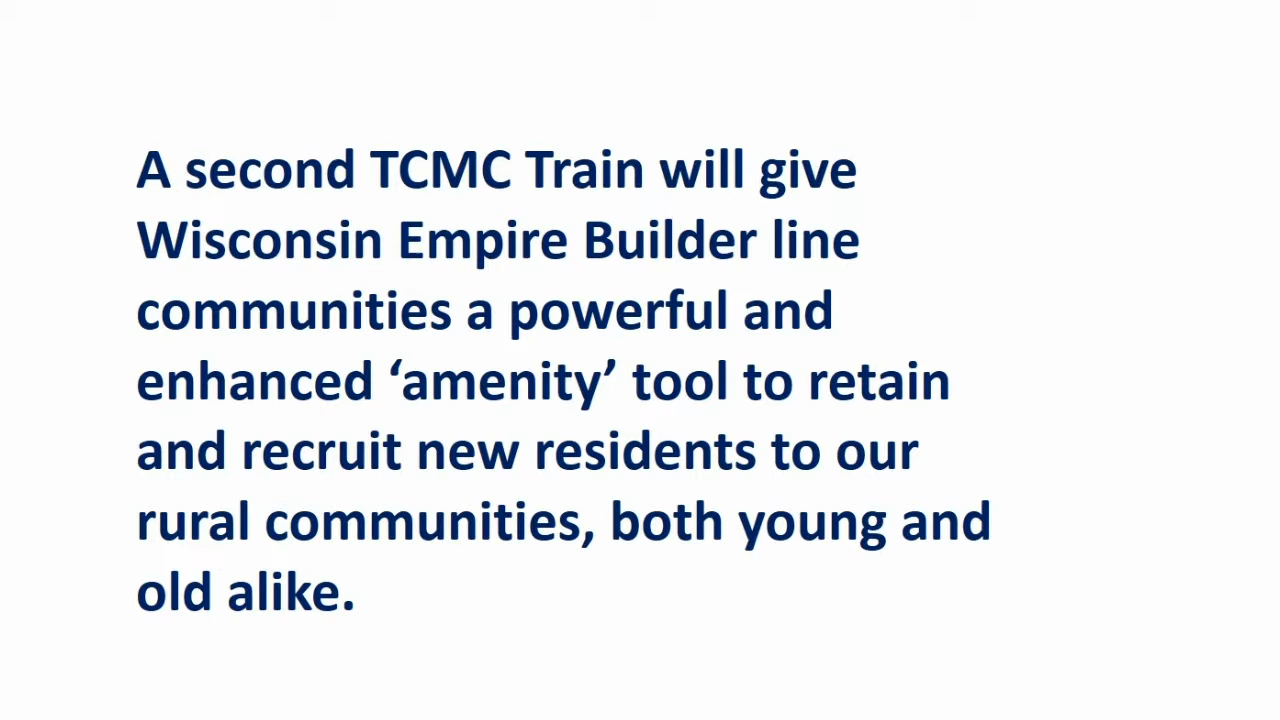 A second TCMC Train will give
Wisconsin Empire Builder line
communities a powerful and
enhanced ‘amenity’ tool to retain
and recruit new residents to our
rural communities, both young and
old alike.